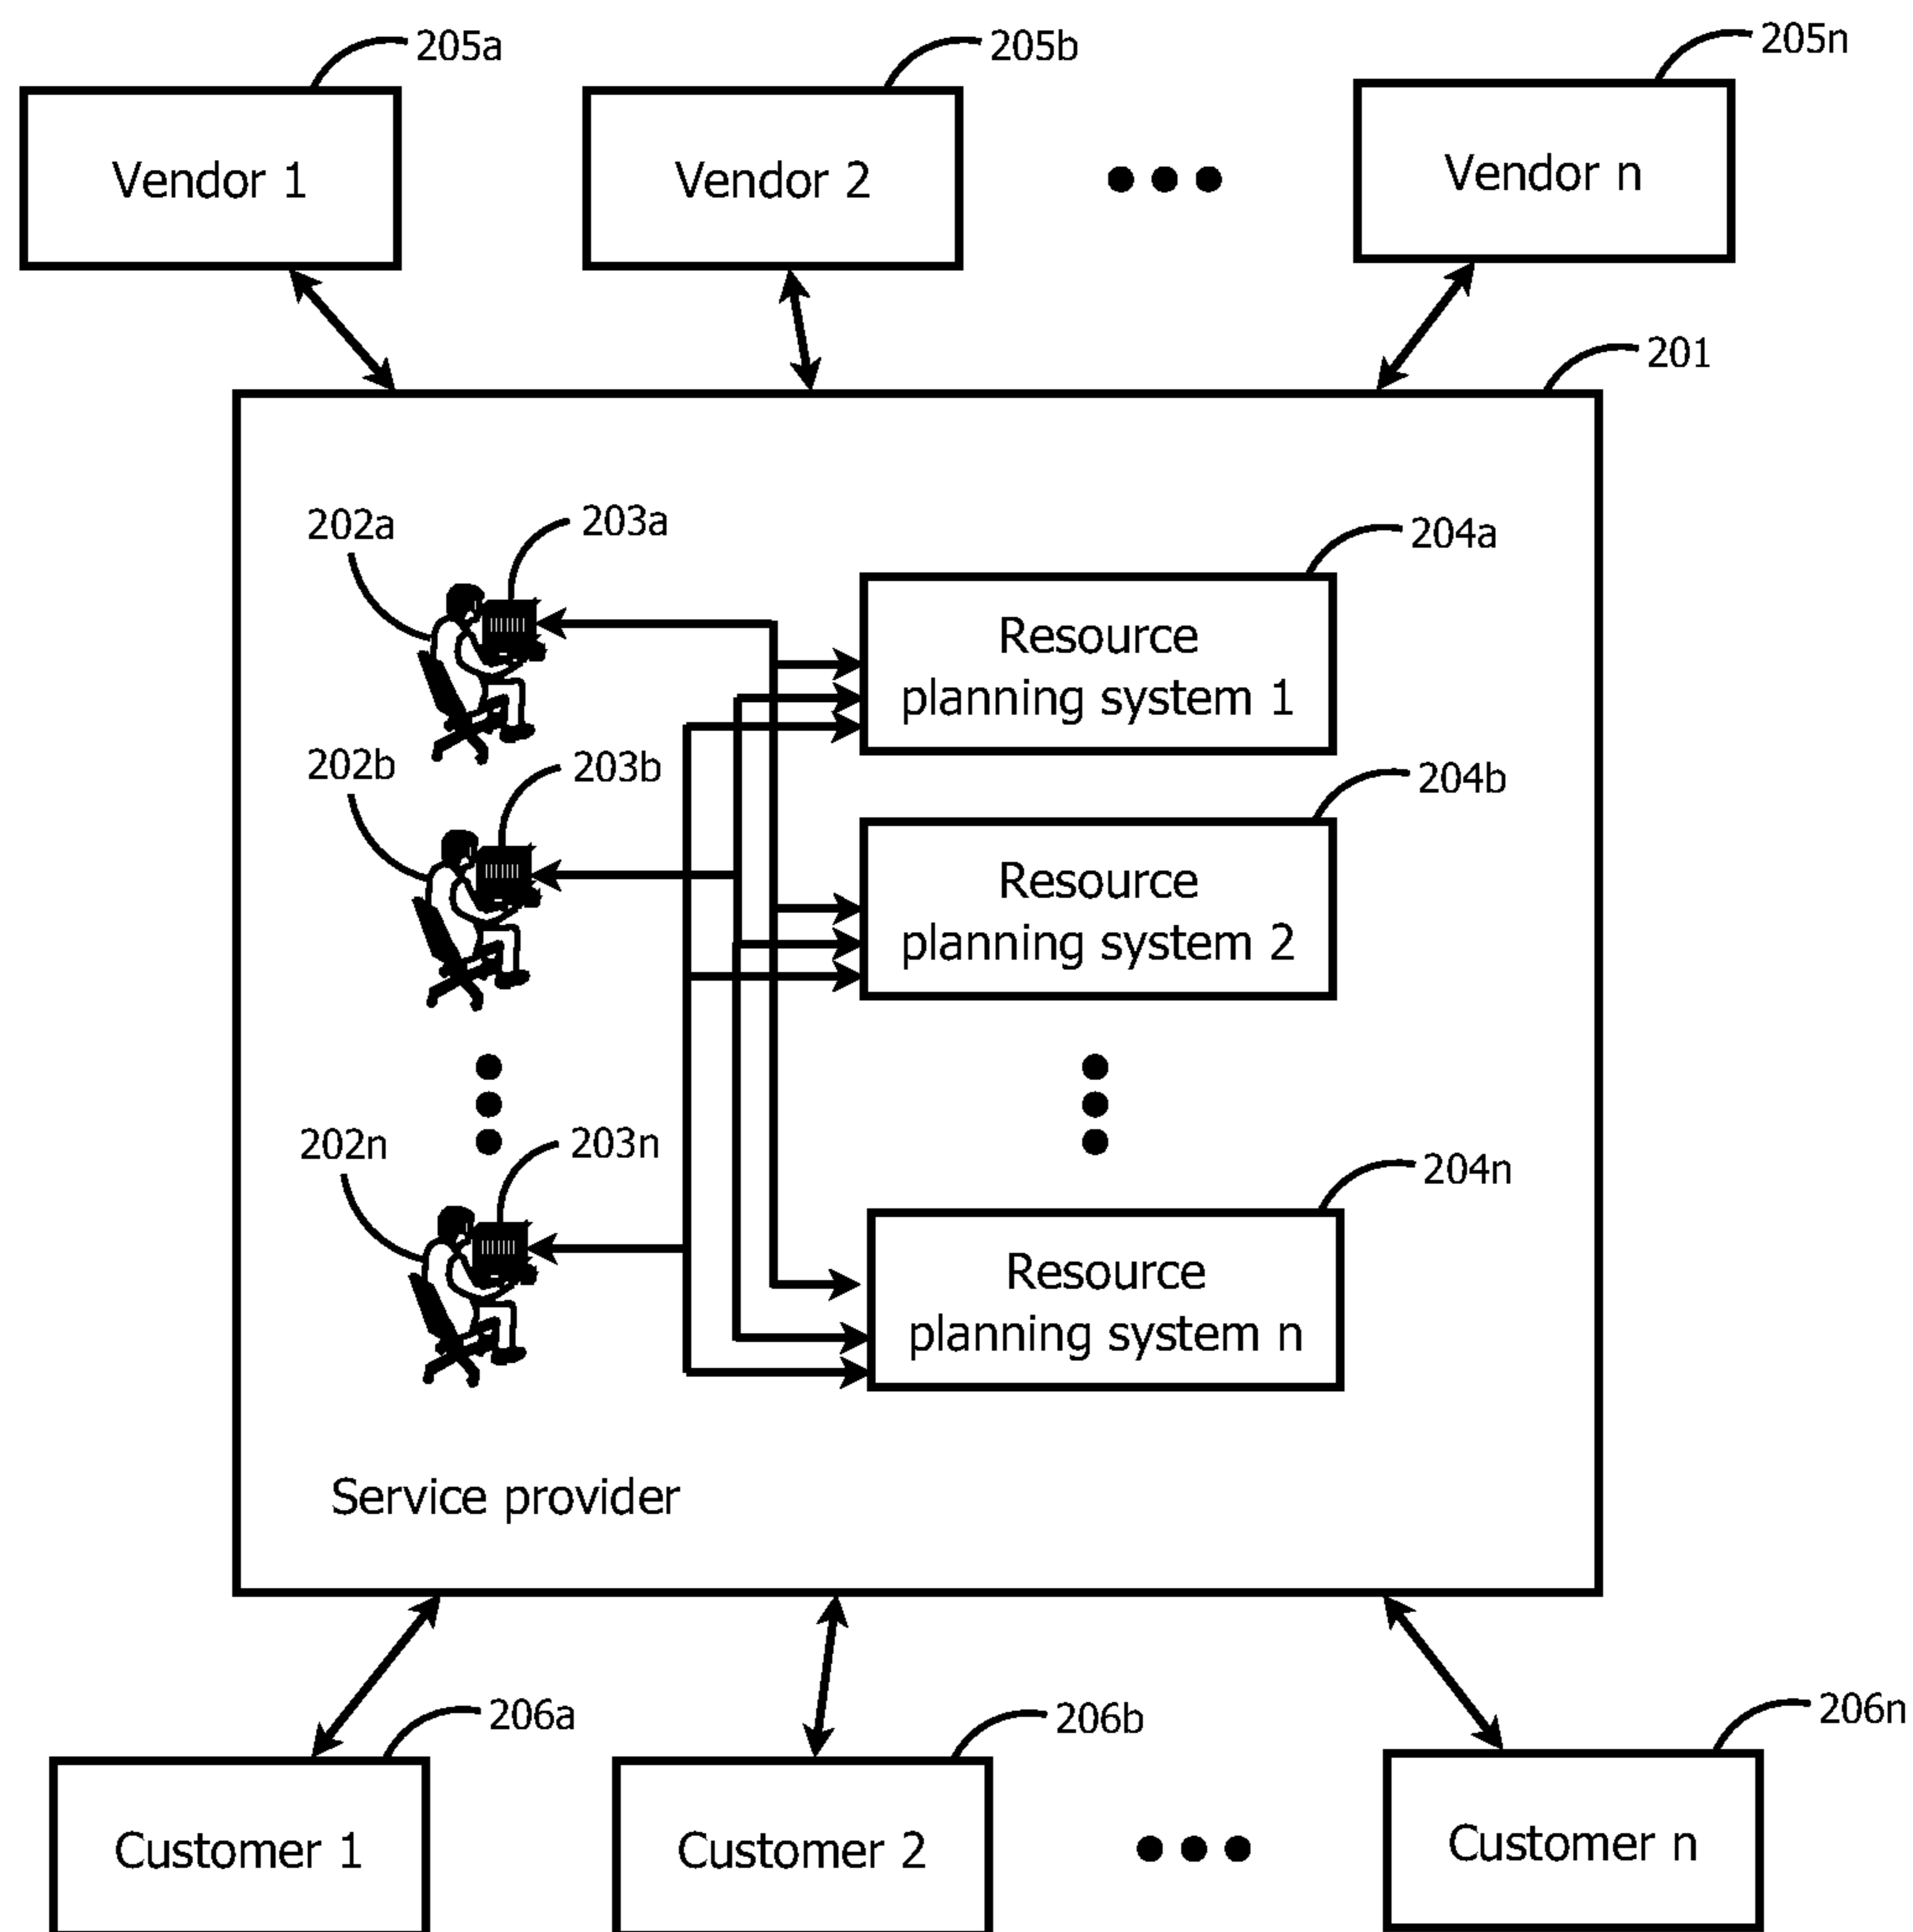 205a
205b
205n
Vendor 1
Vendor 2
Vendor n
201
202a
203a
204a
Resource
planning system 1
202b
203b
204b
Resource
planning system 2
202n
203n
204n
Resource
planning system n
Service provider
206a
206b
206n
Customer 1
Customer 2
Customer n